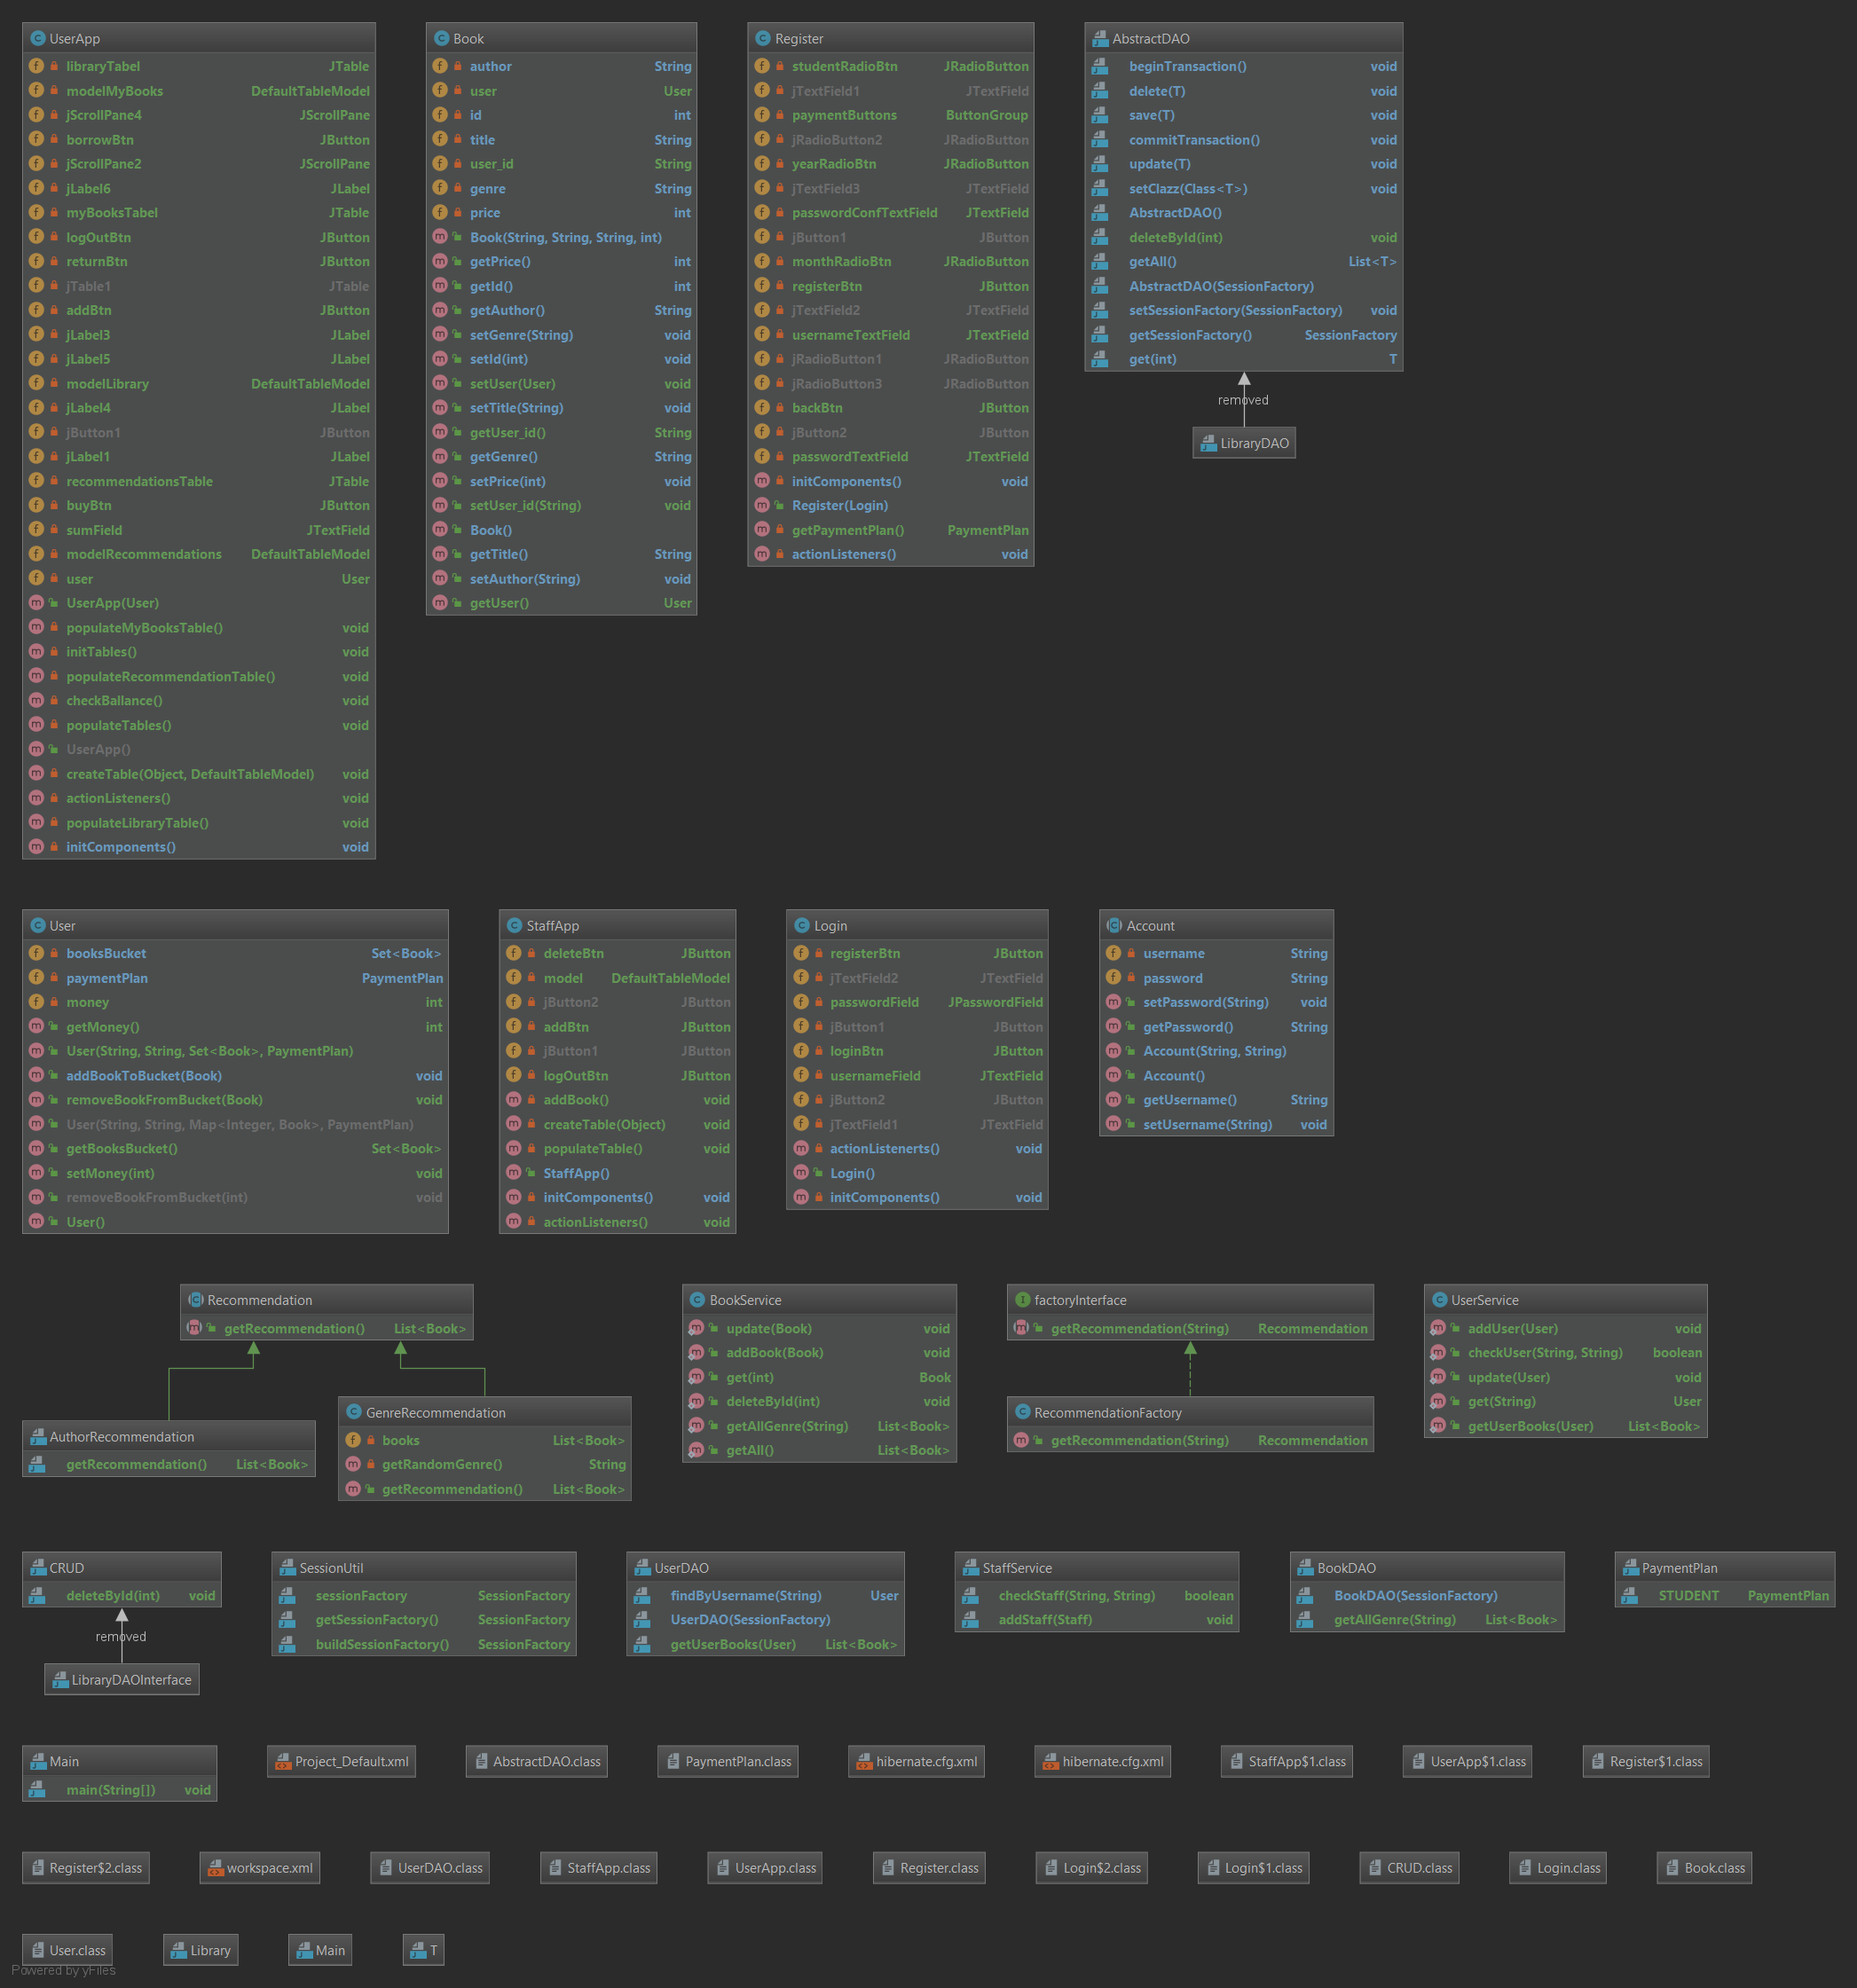 UserApp
libraryTabel JTable
modelMyBooks DefaultTableModel
jScrollPane4 JScrollPane
borrowBtn JButton
jScrollPane2 JScrollPane
jLabel6 JLabel
myBooksTabel JTable
logOutBtn JButton
returnBtn JButton
jTable1 JTable
addBtn JButton
jLabel3 JLabel
jLabel5 JLabel
modelLibrary DefaultTableModel
jLabel4 JLabel
jButton1 JButton
jLabel1 JLabel
recommendationsTable JTable
buyBtn JButton
sumField JTextField
modelRecommendations DefaultTableModel
user User
UserApp(User)
populateMyBooksTable() void
initTables() void
populateRecommendationTable() void
checkBallance() void
populateTables() void
UserApp()
createTable(Object, DefaultTableModel) void
actionListeners() void
populateLibraryTable() void
initComponents() void
Book
author String
user User
id int
title String
user_id String
genre String
price int
Book(String, String, String, int)
getPrice() int
getId() int
getAuthor() String
setGenre(String) void
setId(int) void
setUser(User) void
setTitle(String) void
getUser_id() String
getGenre() String
setPrice(int) void
setUser_id(String) void
Book()
getTitle() String
setAuthor(String) void
getUser() User
Register
studentRadioBtn JRadioButton
jTextField1 JTextField
paymentButtons ButtonGroup
jRadioButton2 JRadioButton
yearRadioBtn JRadioButton
jTextField3 JTextField
passwordConfTextField JTextField
jButton1 JButton
monthRadioBtn JRadioButton
registerBtn JButton
jTextField2 JTextField
usernameTextField JTextField
jRadioButton1 JRadioButton
jRadioButton3 JRadioButton
backBtn JButton
jButton2 JButton
passwordTextField JTextField
initComponents() void
Register(Login)
getPaymentPlan() PaymentPlan
actionListeners() void
AbstractDAO
beginTransaction() void
delete(T) void
save(T) void
commitTransaction() void
update(T) void
setClazz(Class<T>) void
AbstractDAO()
deleteById(int) void
getAll() List<T>
AbstractDAO(SessionFactory)
setSessionFactory(SessionFactory) void
getSessionFactory() SessionFactory
get(int) T
removed
LibraryDAO
User
booksBucket Set<Book>
paymentPlan PaymentPlan
money int
getMoney() int
User(String, String, Set<Book>, PaymentPlan)
addBookToBucket(Book) void
removeBookFromBucket(Book) void
User(String, String, Map<Integer, Book>, PaymentPlan)
getBooksBucket() Set<Book>
setMoney(int) void
removeBookFromBucket(int) void
User()
StaffApp
deleteBtn JButton
model DefaultTableModel
jButton2 JButton
addBtn JButton
jButton1 JButton
logOutBtn JButton
addBook() void
createTable(Object) void
populateTable() void
StaffApp()
initComponents() void
actionListeners() void
Login
registerBtn JButton
jTextField2 JTextField
passwordField JPasswordField
jButton1 JButton
loginBtn JButton
usernameField JTextField
jButton2 JButton
jTextField1 JTextField
actionListenerts() void
Login()
initComponents() void
Account
username String
password String
setPassword(String) void
getPassword() String
Account(String, String)
Account()
getUsername() String
setUsername(String) void
Recommendation
getRecommendation() List<Book>
AuthorRecommendation
getRecommendation() List<Book>
GenreRecommendation
books List<Book>
getRandomGenre() String
getRecommendation() List<Book>
BookService
update(Book) void
addBook(Book) void
get(int) Book
deleteById(int) void
getAllGenre(String) List<Book>
getAll() List<Book>
factoryInterface
getRecommendation(String) Recommendation
RecommendationFactory
getRecommendation(String) Recommendation
UserService
addUser(User) void
checkUser(String, String) boolean
update(User) void
get(String) User
getUserBooks(User) List<Book>
CRUD
deleteById(int) void
removed
LibraryDAOInterface
SessionUtil
sessionFactory SessionFactory
getSessionFactory() SessionFactory
buildSessionFactory() SessionFactory
UserDAO
findByUsername(String) User
UserDAO(SessionFactory)
getUserBooks(User) List<Book>
StaffService
checkStaff(String, String) boolean
addStaff(Staff) void
BookDAO
BookDAO(SessionFactory)
getAllGenre(String) List<Book>
PaymentPlan
STUDENT PaymentPlan
Main
main(String[]) void
Project_Default.xml
AbstractDAO.class
PaymentPlan.class
hibernate.cfg.xml
hibernate.cfg.xml
StaffApp$1.class
UserApp$1.class
Register$1.class
Register$2.class
workspace.xml
UserDAO.class
StaffApp.class
UserApp.class
Register.class
Login$2.class
Login$1.class
CRUD.class
Login.class
Book.class
User.class
Library
Main
T
Powered by yFiles